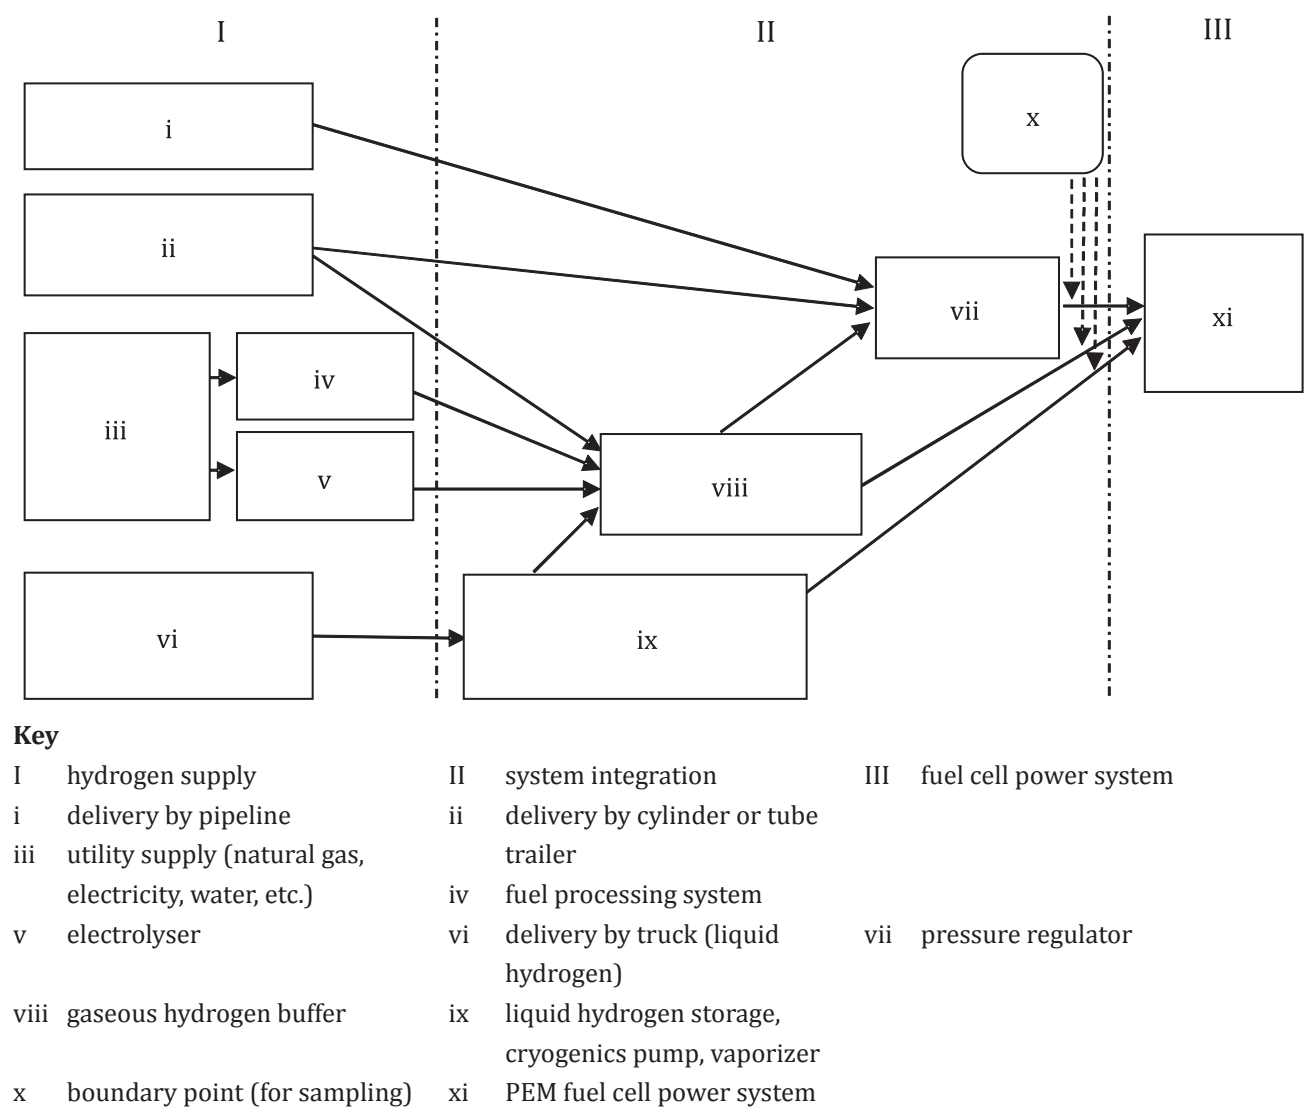 I II III
x
i
ii
vii
xi
iv
iii
v
viii
vi
ix
Key
I hydrogen supply II system integration III fuel cell power system
i delivery by pipeline ii delivery by cylinder or tube
iii utility supply (natural gas, trailer
electricity, water, etc.) iv fuel processing system
v electrolyser vi delivery by truck (liquid vii pressure regulator
hydrogen)
viii gaseous hydrogen buffer ix liquid hydrogen storage,
cryogenics pump, vaporizer
x boundary point (for sampling) xi PEM fuel cell power system